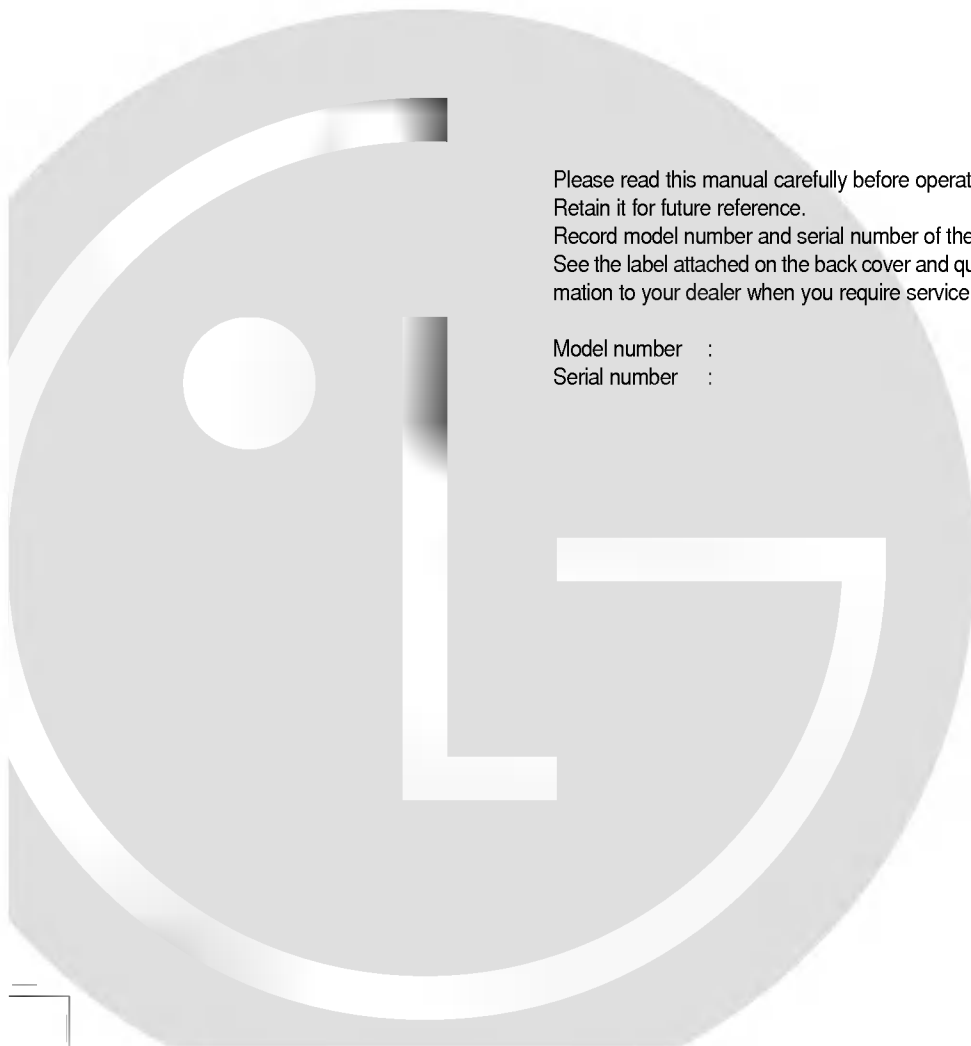 Please read this manual carefully before operat
Retain it for future reference.
Record model number and serial number of the
See the label attached on the back cover and qu
mation to your dealer when you require service
Model number :
Serial number :